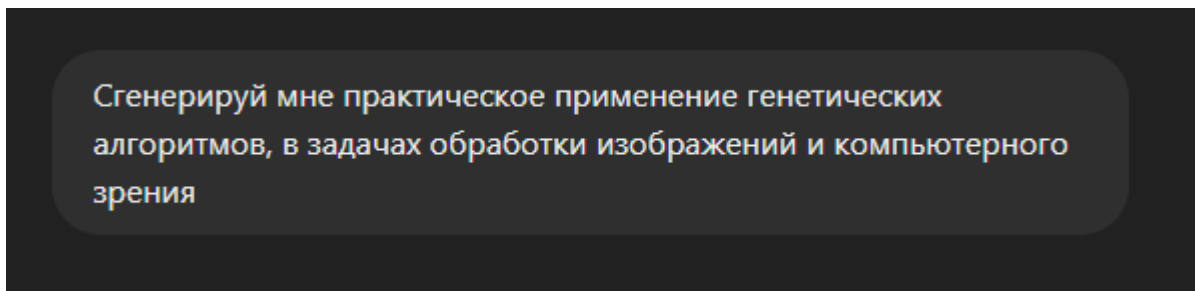 Сгенерируй мне практическое применение генетических
алгоритмов, в задачах обработки изображений и компьютерного
зрения